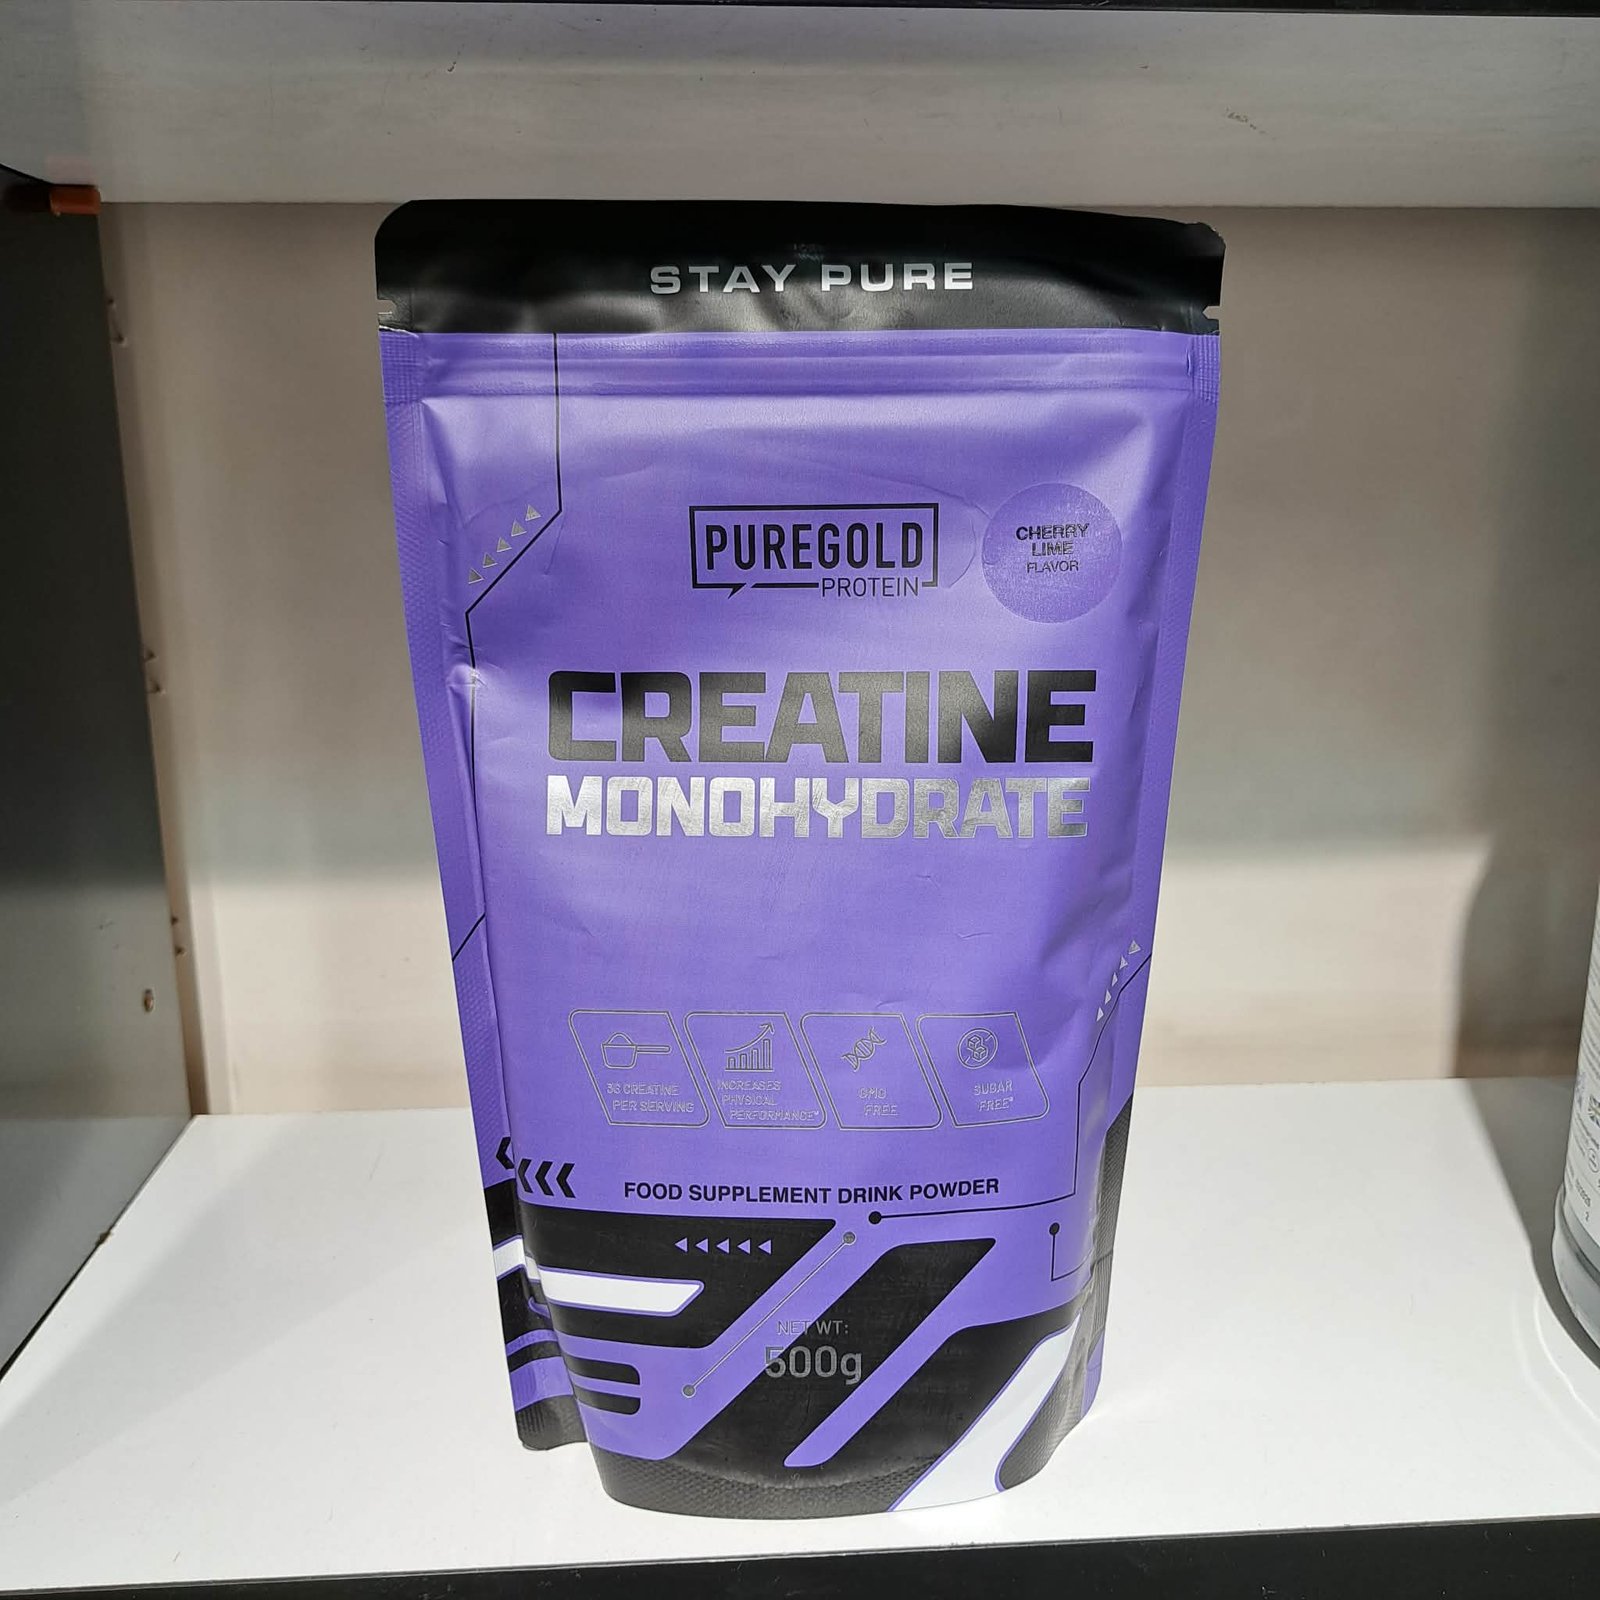 STAY PURE
PUREGOLD
PROTEIN
CHERRY
LIME
FLAVOR
CREATINE
MONOHYDRATE
3G CREATINE
PER SERVING
INCREASES
PHYSICAL
PERFORMANCE*
GMO
FREE
SUGAR
FREE*
FOOD SUPPLEMENT DRINK POWDER
NET WT:
500g